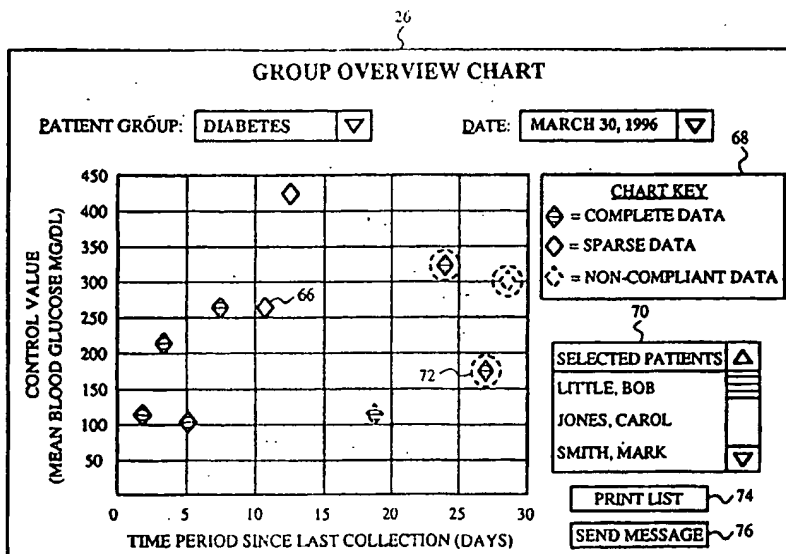 26
GROUP OVERVIEW CHART
PATIENT GROUP: DIABETES
DATE: MARCH 30, 1996
68
CHART KEY
= COMPLETE DATA
= SPARSE DATA
= NON-COMPLIANT DATA
CONTROL VALUE
(MEAN BLOOD GLUCOSE MG/DL)
450
400
350
300
250
200
150
100
50
66
72
0 5 10 15 20 25 30
TIME PERIOD SINCE LAST COLLECTION (DAYS)
70
SELECTED PATIENTS
LITTLE, BOB
JONES, CAROL
SMITH, MARK
PRINT LIST
74
SEND MESSAGE
76